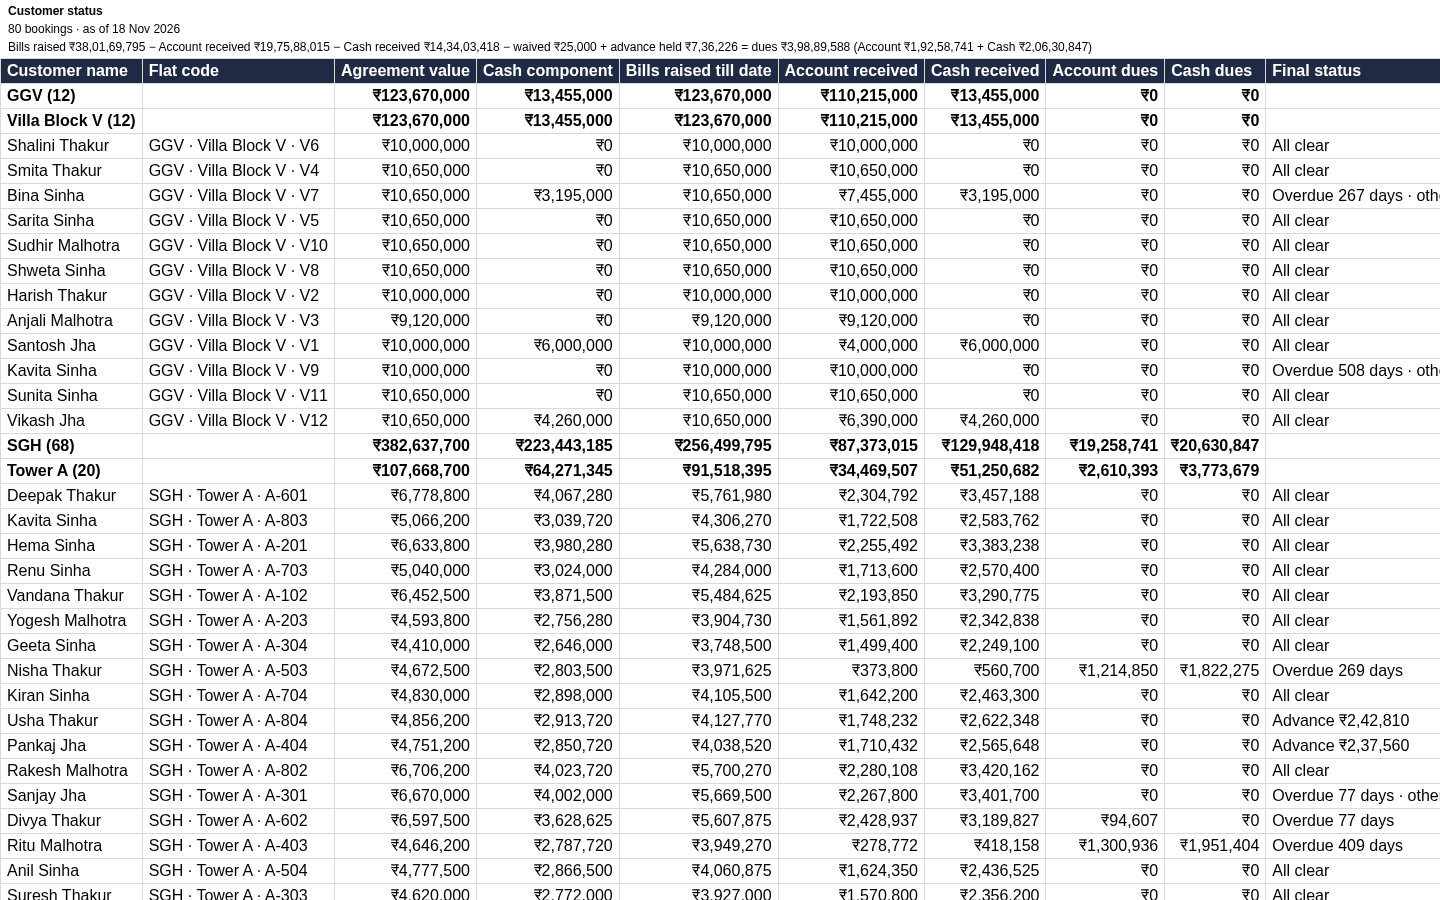 Customer status
80 bookings · as of 18 Nov 2026
Bills raised ₹38,01,69,795 − Account received ₹19,75,88,015 − Cash received ₹14,34,03,418 − waived ₹25,000 + advance held ₹7,36,226 = dues ₹3,98,89,588 (Account ₹1,92,58,741 + Cash ₹2,06,30,847)
Customer name Flat code Agreement value Cash component Bills raised till date Account received Cash received Account dues Cash dues Final status
GGV (12) ₹123,670,000 ₹13,455,000 ₹123,670,000 ₹110,215,000 ₹13,455,000 ₹0 ₹0
Villa Block V (12) ₹123,670,000 ₹13,455,000 ₹123,670,000 ₹110,215,000 ₹13,455,000 ₹0 ₹0
Shalini Thakur GGV · Villa Block V · V6 ₹10,000,000 ₹0 ₹10,000,000 ₹10,000,000 ₹0 ₹0 ₹0 All clear
Smita Thakur GGV · Villa Block V · V4 ₹10,650,000 ₹0 ₹10,650,000 ₹10,650,000 ₹0 ₹0 ₹0 All clear
Bina Sinha GGV · Villa Block V · V7 ₹10,650,000 ₹3,195,000 ₹10,650,000 ₹7,455,000 ₹3,195,000 ₹0 ₹0 Overdue 267 days ·
Sarita Sinha GGV · Villa Block V · V5 ₹10,650,000 ₹0 ₹10,650,000 ₹10,650,000 ₹0 ₹0 ₹0 All clear
Sudhir Malhotra GGV · Villa Block V · V10 ₹10,650,000 ₹0 ₹10,650,000 ₹10,650,000 ₹0 ₹0 ₹0 All clear
Shweta Sinha GGV · Villa Block V · V8 ₹10,650,000 ₹0 ₹10,650,000 ₹10,650,000 ₹0 ₹0 ₹0 All clear
Harish Thakur GGV · Villa Block V · V2 ₹10,000,000 ₹0 ₹10,000,000 ₹10,000,000 ₹0 ₹0 ₹0 All clear
Anjali Malhotra GGV · Villa Block V · V3 ₹9,120,000 ₹0 ₹9,120,000 ₹9,120,000 ₹0 ₹0 ₹0 All clear
Santosh Jha GGV · Villa Block V · V1 ₹10,000,000 ₹6,000,000 ₹10,000,000 ₹4,000,000 ₹6,000,000 ₹0 ₹0 All clear
Kavita Sinha GGV · Villa Block V · V9 ₹10,000,000 ₹0 ₹10,000,000 ₹10,000,000 ₹0 ₹0 ₹0 Overdue 508 days ·
Sunita Sinha GGV · Villa Block V · V11 ₹10,650,000 ₹0 ₹10,650,000 ₹10,650,000 ₹0 ₹0 ₹0 All clear
Vikash Jha GGV · Villa Block V · V12 ₹10,650,000 ₹4,260,000 ₹10,650,000 ₹6,390,000 ₹4,260,000 ₹0 ₹0 All clear
SGH (68) ₹382,637,700 ₹223,443,185 ₹256,499,795 ₹87,373,015 ₹129,948,418 ₹19,258,741 ₹20,630,847
Tower A (20) ₹107,668,700 ₹64,271,345 ₹91,518,395 ₹34,469,507 ₹51,250,682 ₹2,610,393 ₹3,773,679
Deepak Thakur SGH · Tower A · A-601 ₹6,778,800 ₹4,067,280 ₹5,761,980 ₹2,304,792 ₹3,457,188 ₹0 ₹0 All clear
Kavita Sinha SGH · Tower A · A-803 ₹5,066,200 ₹3,039,720 ₹4,306,270 ₹1,722,508 ₹2,583,762 ₹0 ₹0 All clear
Hema Sinha SGH · Tower A · A-201 ₹6,633,800 ₹3,980,280 ₹5,638,730 ₹2,255,492 ₹3,383,238 ₹0 ₹0 All clear
Renu Sinha SGH · Tower A · A-703 ₹5,040,000 ₹3,024,000 ₹4,284,000 ₹1,713,600 ₹2,570,400 ₹0 ₹0 All clear
Vandana Thakur SGH · Tower A · A-102 ₹6,452,500 ₹3,871,500 ₹5,484,625 ₹2,193,850 ₹3,290,775 ₹0 ₹0 All clear
Yogesh Malhotra SGH · Tower A · A-203 ₹4,593,800 ₹2,756,280 ₹3,904,730 ₹1,561,892 ₹2,342,838 ₹0 ₹0 All clear
Geeta Sinha SGH · Tower A · A-304 ₹4,410,000 ₹2,646,000 ₹3,748,500 ₹1,499,400 ₹2,249,100 ₹0 ₹0 All clear
Nisha Thakur SGH · Tower A · A-503 ₹4,672,500 ₹2,803,500 ₹3,971,625 ₹373,800 ₹560,700 ₹1,214,850 ₹1,822,275 Overdue 269 days
Kiran Sinha SGH · Tower A · A-704 ₹4,830,000 ₹2,898,000 ₹4,105,500 ₹1,642,200 ₹2,463,300 ₹0 ₹0 All clear
Usha Thakur SGH · Tower A · A-804 ₹4,856,200 ₹2,913,720 ₹4,127,770 ₹1,748,232 ₹2,622,348 ₹0 ₹0 Advance ₹2,42,810
Pankaj Jha SGH · Tower A · A-404 ₹4,751,200 ₹2,850,720 ₹4,038,520 ₹1,710,432 ₹2,565,648 ₹0 ₹0 Advance ₹2,37,560
Rakesh Malhotra SGH · Tower A · A-802 ₹6,706,200 ₹4,023,720 ₹5,700,270 ₹2,280,108 ₹3,420,162 ₹0 ₹0 All clear
Sanjay Jha SGH · Tower A · A-301 ₹6,670,000 ₹4,002,000 ₹5,669,500 ₹2,267,800 ₹3,401,700 ₹0 ₹0 Overdue 77 days ·
Divya Thakur SGH · Tower A · A-602 ₹6,597,500 ₹3,628,625 ₹5,607,875 ₹2,428,937 ₹3,189,827 ₹94,607 ₹0 Overdue 77 days
Ritu Malhotra SGH · Tower A · A-403 ₹4,646,200 ₹2,787,720 ₹3,949,270 ₹278,772 ₹418,158 ₹1,300,936 ₹1,951,404 Overdue 409 days
Anil Sinha SGH · Tower A · A-504 ₹4,777,500 ₹2,866,500 ₹4,060,875 ₹1,624,350 ₹2,436,525 ₹0 ₹0 All clear
Suresh Thakur SGH · Tower A · A-303 ₹4,620,000 ₹2,772,000 ₹3,927,000 ₹1,570,800 ₹2,356,200 ₹0 ₹0 All clear